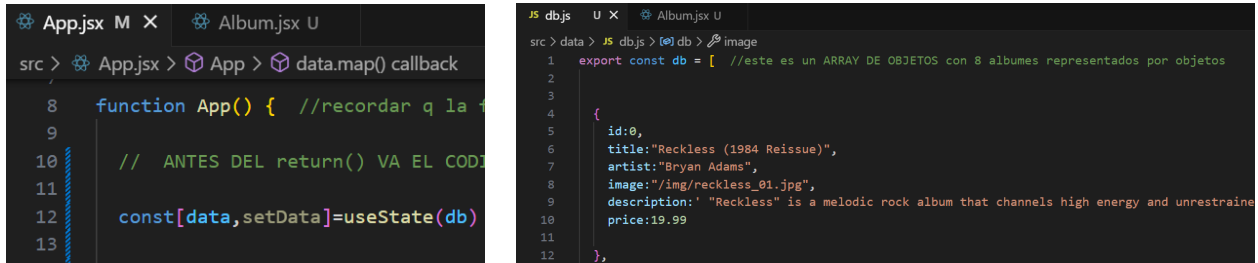 App.jsx M ×
Album.jsx U
src > App.jsx > App > data.map() callback
8 function App() { //recordar q la
9
10 // ANTES DEL return() VA EL CODI
11
12 const[data,setData]=useState(db)
13
JS db.js U × Album.jsx U
src > data > JS db.js > db > image
1 export const db = [ //este es un ARRAY DE OBJETOS con 8 albumes representados por objetos
2
3
4 {
5 id:0,
6 title:"Reckless (1984 Reissue)",
7 artist:"Bryan Adams",
8 image:"/img/reckless_01.jpg",
9 description:' "Reckless" is a melodic rock album that channels high energy and unrestraine
10 price:19.99
11
12 },